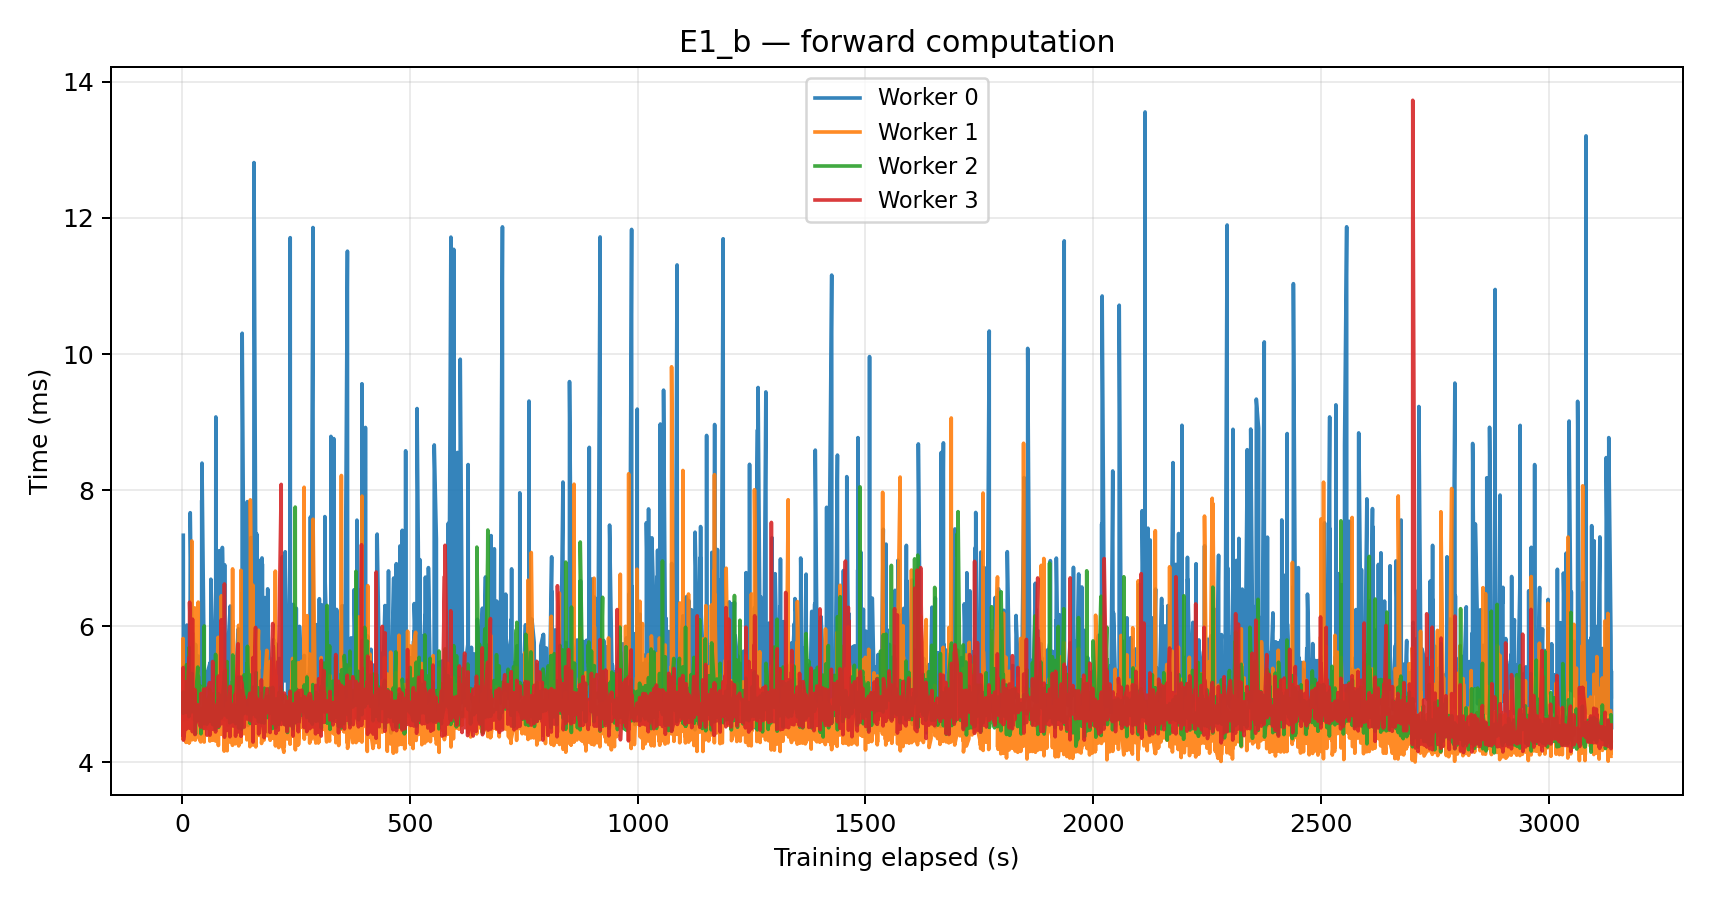 E1_b — forward computation
14
12
10
8
6
4
Time (ms)
Worker 0
Worker 1
Worker 2
Worker 3
0
500
1000
1500
2000
2500
3000
Training elapsed (s)